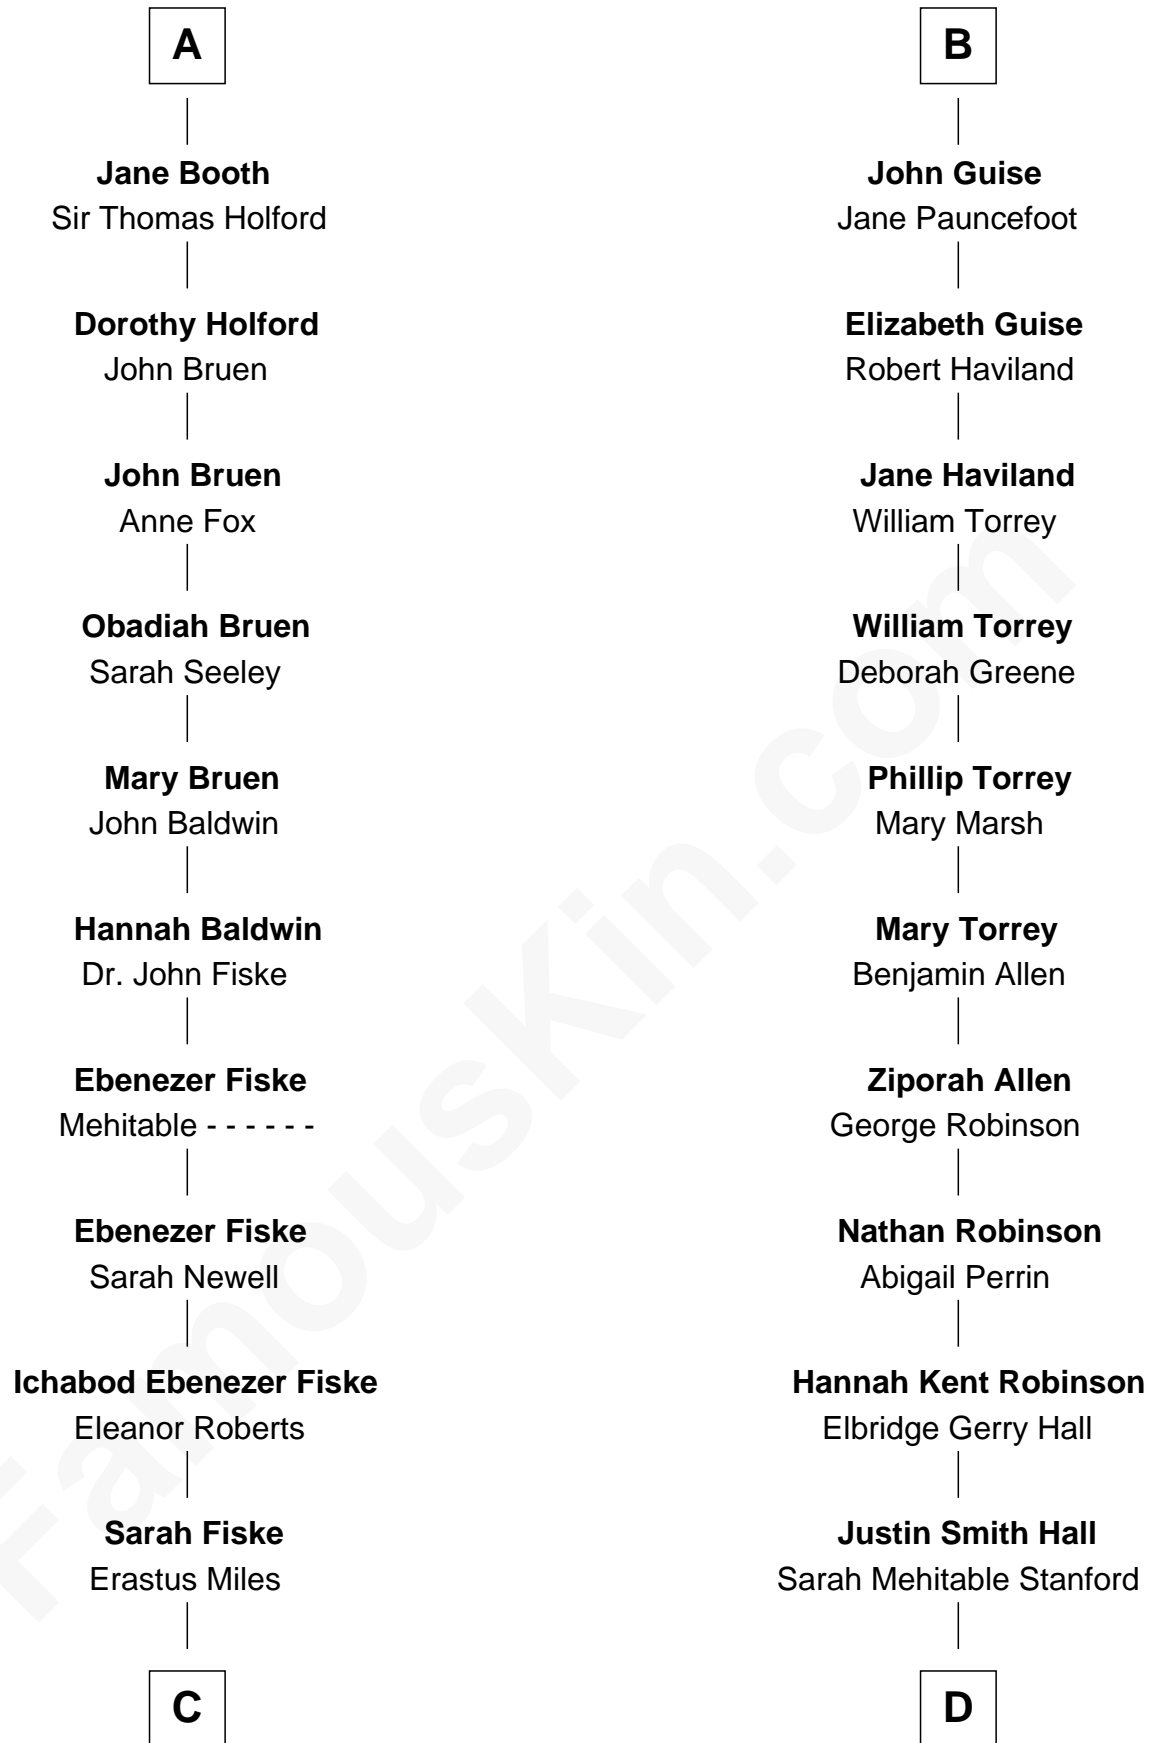 A
Jane Booth
Sir Thomas Holford
Dorothy Holford
John Bruen
John Bruen
Anne Fox
Obadiah Bruen
Sarah Seeley
Mary Bruen
John Baldwin
Hannah Baldwin
Dr. John Fiske
Ebenezer Fiske
Mehitable - - - - - -
Ebenezer Fiske
Sarah Newell
Ichabod Ebenezer Fiske
Eleanor Roberts
Sarah Fiske
Erastus Miles
C
B
John Guise
Jane Pauncefoot
Elizabeth Guise
Robert Haviland
Jane Haviland
William Torrey
William Torrey
Deborah Greene
Phillip Torrey
Mary Marsh
Mary Torrey
Benjamin Allen
Ziporah Allen
George Robinson
Nathan Robinson
Abigail Perrin
Hannah Kent Robinson
Elbridge Gerry Hall
Justin Smith Hall
Sarah Mehitable Stanford
D
FamousKin.com